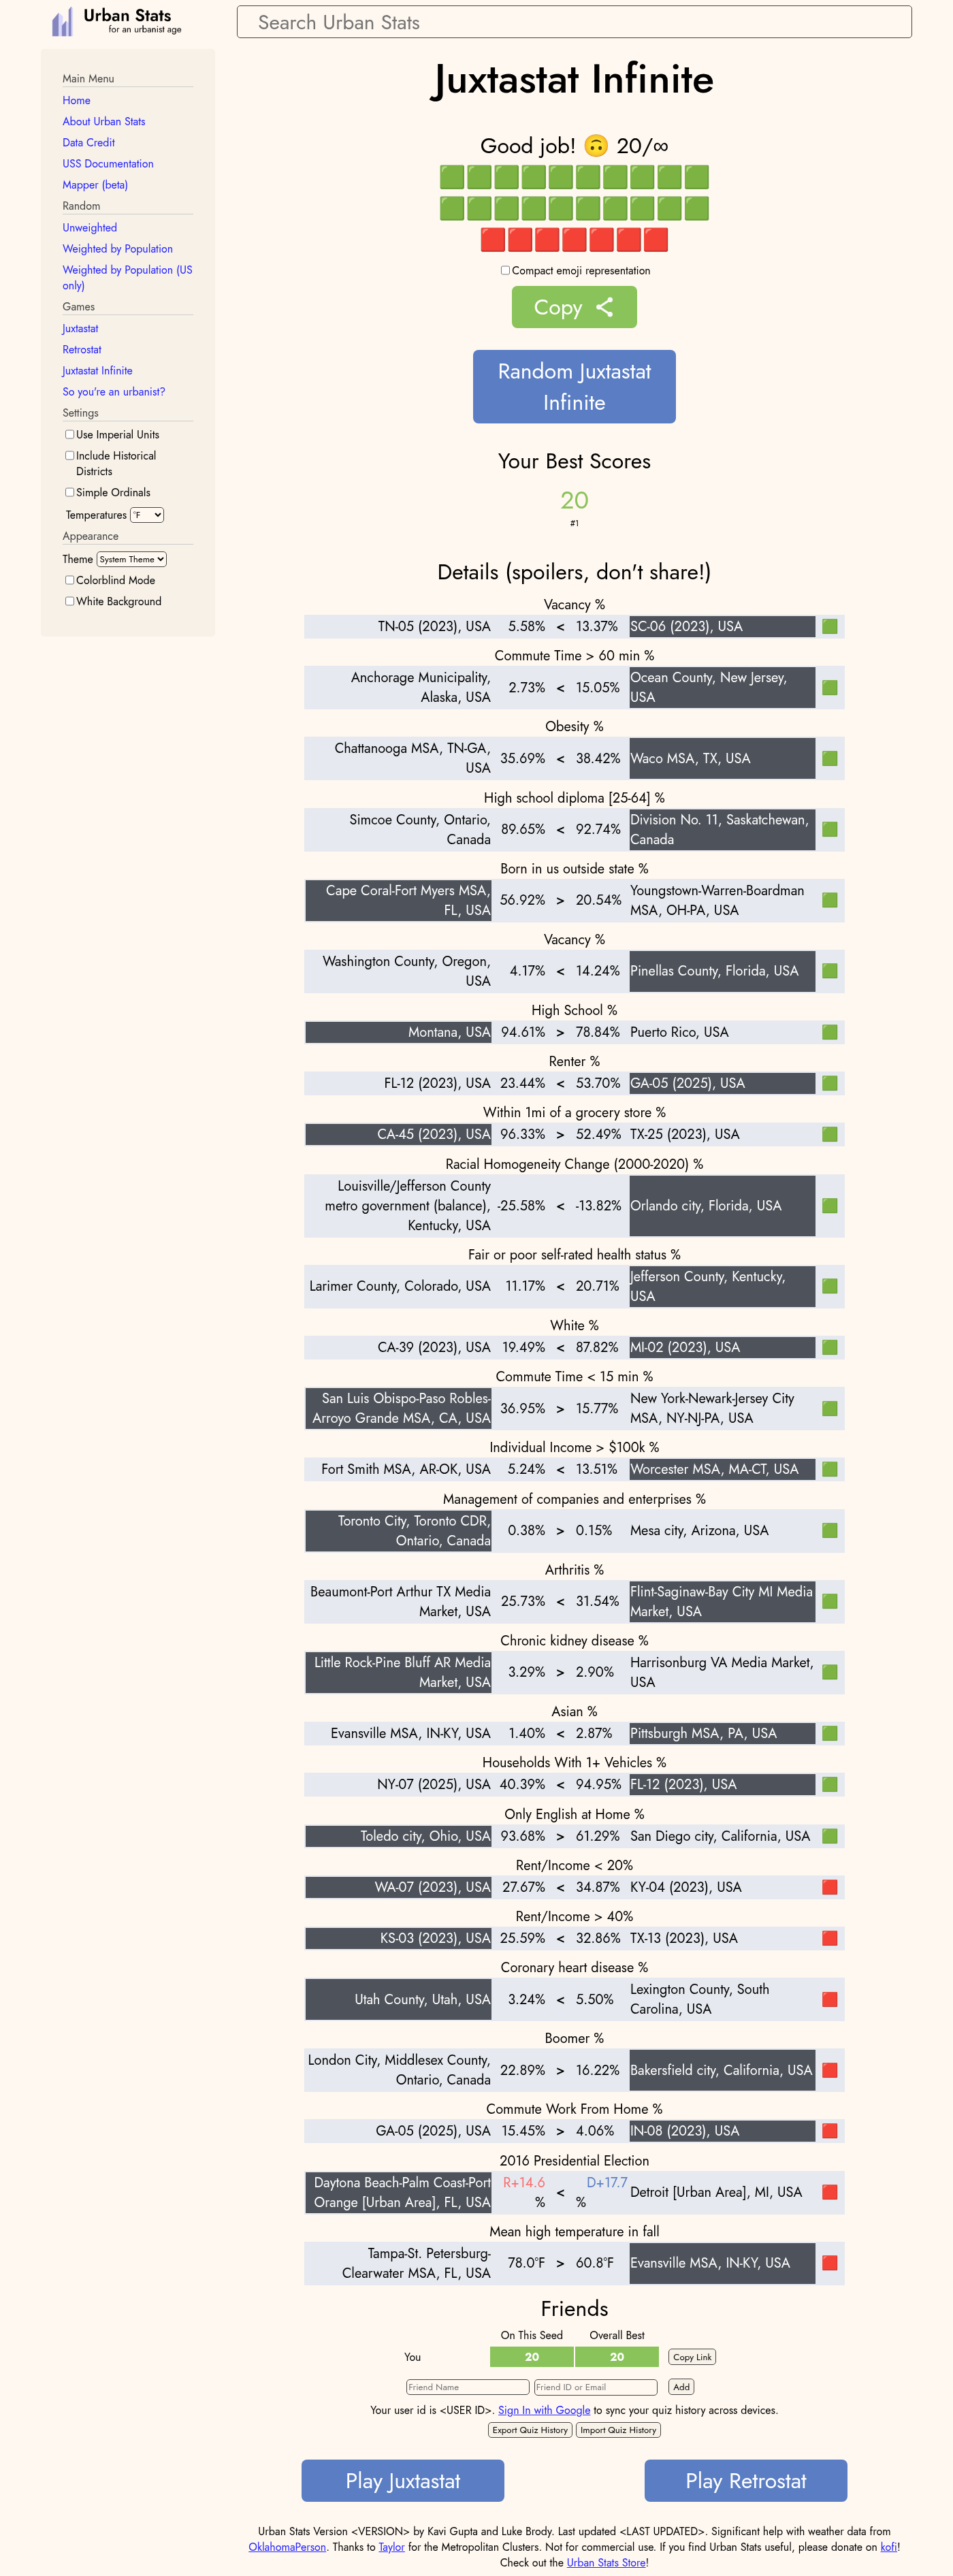 Urban Stats
for an urbanist age
Search Urban Stats
Main Menu
Home
About Urban Stats
Data Credit
USS Documentation
Mapper (beta)
Random
Unweighted
Weighted by Population
Weighted by Population (US
only)
Games
Juxtastat
Retrostat
Juxtastat Infinite
So you're an urbanist?
Settings
Use Imperial Units
Include Historical
Districts
Simple Ordinals
Temperatures °F
Appearance
Theme System Theme
Colorblind Mode
White Background
Juxtastat Infinite
Good job! 🙃 20/∞
🟩🟩🟩🟩🟩🟩🟩🟩🟩🟩
🟩🟩🟩🟩🟩🟩🟩🟩🟩🟩
🟥🟥🟥🟥🟥🟥🟥
Compact emoji representation
Copy
Random Juxtastat
Infinite
Your Best Scores
20
#1
Details (spoilers, don't share!)
Vacancy %
TN-05 (2023), USA 5.58% < 13.37% SC-06 (2023), USA 🟩
Commute Time > 60 min %
Anchorage Municipality,
Alaska, USA
2.73% < 15.05%
Ocean County, New Jersey,
USA
🟩
Obesity %
Chattanooga MSA, TN-GA,
USA
35.69% < 38.42% Waco MSA, TX, USA 🟩
High school diploma [25-64] %
Simcoe County, Ontario,
Canada
89.65% < 92.74%
Division No. 11, Saskatchewan,
Canada
🟩
Born in us outside state %
Cape Coral-Fort Myers MSA,
FL, USA
56.92% > 20.54%
Youngstown-Warren-Boardman
MSA, OH-PA, USA
🟩
Vacancy %
Washington County, Oregon,
USA
4.17% < 14.24% Pinellas County, Florida, USA 🟩
High School %
Montana, USA 94.61% > 78.84% Puerto Rico, USA 🟩
Renter %
FL-12 (2023), USA 23.44% < 53.70% GA-05 (2025), USA 🟩
Within 1mi of a grocery store %
CA-45 (2023), USA 96.33% > 52.49% TX-25 (2023), USA 🟩
Racial Homogeneity Change (2000-2020) %
Louisville/Jefferson County
metro government (balance),
Kentucky, USA
-25.58% < -13.82% Orlando city, Florida, USA 🟩
Fair or poor self-rated health status %
Larimer County, Colorado, USA 11.17% < 20.71%
Jefferson County, Kentucky,
USA
🟩
White %
CA-39 (2023), USA 19.49% < 87.82% MI-02 (2023), USA 🟩
Commute Time < 15 min %
San Luis Obispo-Paso Robles-
Arroyo Grande MSA, CA, USA
36.95% > 15.77%
New York-Newark-Jersey City
MSA, NY-NJ-PA, USA
🟩
Individual Income > $100k %
Fort Smith MSA, AR-OK, USA 5.24% < 13.51% Worcester MSA, MA-CT, USA 🟩
Management of companies and enterprises %
Toronto City, Toronto CDR,
Ontario, Canada
0.38% > 0.15% Mesa city, Arizona, USA 🟩
Arthritis %
Beaumont-Port Arthur TX Media
Market, USA
25.73% < 31.54%
Flint-Saginaw-Bay City MI Media
Market, USA
🟩
Chronic kidney disease %
Little Rock-Pine Bluff AR Media
Market, USA
3.29% > 2.90%
Harrisonburg VA Media Market,
USA
🟩
Asian %
Evansville MSA, IN-KY, USA 1.40% < 2.87% Pittsburgh MSA, PA, USA 🟩
Households With 1+ Vehicles %
NY-07 (2025), USA 40.39% < 94.95% FL-12 (2023), USA 🟩
Only English at Home %
Toledo city, Ohio, USA 93.68% > 61.29% San Diego city, California, USA 🟩
Rent/Income < 20%
WA-07 (2023), USA 27.67% < 34.87% KY-04 (2023), USA 🟥
Rent/Income > 40%
KS-03 (2023), USA 25.59% < 32.86% TX-13 (2023), USA 🟥
Coronary heart disease %
Utah County, Utah, USA 3.24% < 5.50%
Lexington County, South
Carolina, USA
🟥
Boomer %
London City, Middlesex County,
Ontario, Canada
22.89% > 16.22% Bakersfield city, California, USA 🟥
Commute Work From Home %
GA-05 (2025), USA 15.45% > 4.06% IN-08 (2023), USA 🟥
2016 Presidential Election
Daytona Beach-Palm Coast-Port
Orange [Urban Area], FL, USA
R+14.6
%
<
D+17.7
%
Detroit [Urban Area], MI, USA 🟥
Mean high temperature in fall
Tampa-St. Petersburg-
Clearwater MSA, FL, USA
78.0°F > 60.8°F Evansville MSA, IN-KY, USA 🟥
Friends
On This Seed Overall Best
You 20 20 Copy Link
Friend Name Friend ID or Email Add
Your user id is <USER ID>. Sign In with Google to sync your quiz history across devices.
Export Quiz History Import Quiz History
Play Juxtastat Play Retrostat
Urban Stats Version <VERSION> by Kavi Gupta and Luke Brody. Last updated <LAST UPDATED>. Significant help with weather data from
OklahomaPerson. Thanks to Taylor for the Metropolitan Clusters. Not for commercial use. If you find Urban Stats useful, please donate on kofi!
Check out the Urban Stats Store!